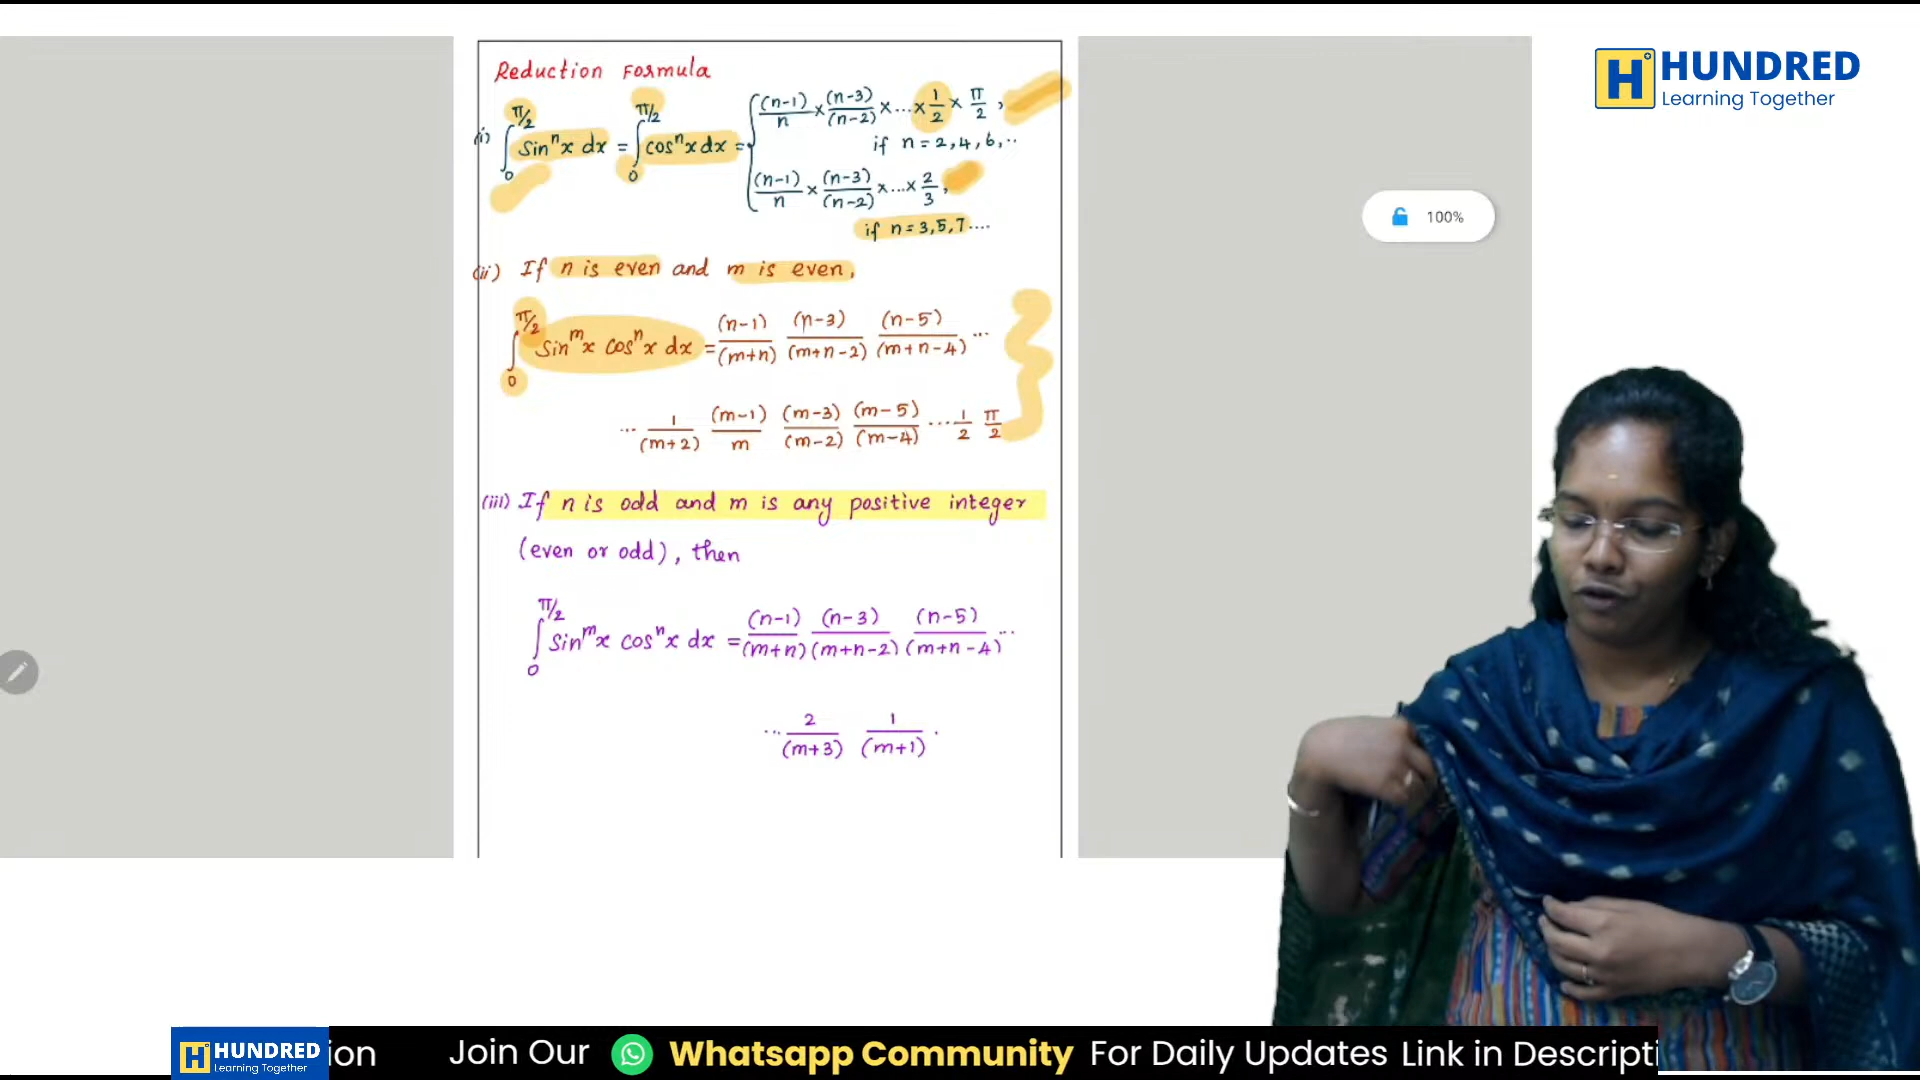 HUNDRED
Learning Together
Reduction Formula
(i) ∫₀^{π/2} sinⁿx dx = ∫₀^{π/2} cosⁿx dx = { (n-1)/n × (n-3)/(n-2) × ... × 1/2 × π/2 ,
if n = 2,4,6,..
(n-1)/n × (n-3)/(n-2) × ... × 2/3 ,
if n = 3,5,7....
(ii) If n is even and m is even,
∫₀^{π/2} sinᵐx cosⁿx dx = (n-1)/(m+n) (n-3)/(m+n-2) (n-5)/(m+n-4) ...
... 1/(m+2) (m-1)/m (m-3)/(m-2) (m-5)/(m-4) .... 1/2 π/2
(iii) If n is odd and m is any positive integer
(even or odd), then
∫₀^{π/2} sinᵐx cosⁿx dx = (n-1)/(m+n) (n-3)/(m+n-2) (n-5)/(m+n-4) ...
... 2/(m+3) 1/(m+1) .
100%
HUNDRED
Learning Together
ion Join Our Whatsapp Community For Daily Updates Link in Descripti